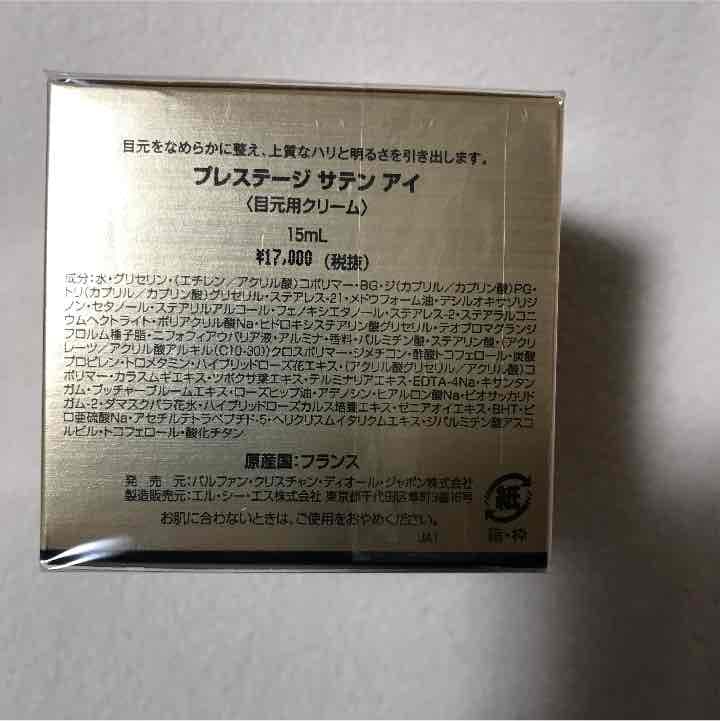 目元をなめらかに整え、上質なハリと明るさを引き出します。
プレステージ サテン アイ
〈目元用クリーム〉
15mL
¥17,000（税抜）
成分：水・グリセリン・（エチレン／アクリル酸）コポリマー・BG・ジ（カプリル／カプリン酸）PG・
トリ（カプリル／カプリン酸）グリセリル・ステアレス-21・メドウフォーム油・デシルオキサゾリジ
ノン・セタノール・ステアリルアルコール・フェノキシエタノール・ステアレス-2・ステアラルコニ
ウムヘクトライト・ポリアクリル酸Na・ヒドロキシステアリン酸グリセリル・テオブロマグランジ
フロルム種子脂・ニフォフィアウバリア液・アルミナ・香料・パルミチン酸・ステアリン酸・（アクリ
レーツ／アクリル酸アルキル（C10-30））クロスポリマー・ジメチコン・酢酸トコフェロール・炭酸
プロピレン・トロメタミン・ハイブリッドローズ花エキス・（アクリル酸グリセリル／アクリル酸）コ
ポリマー・カラスムギエキス・ツボクサ葉エキス・テルミナリアエキス・EDTA-4Na・キサンタン
ガム・ブッチャーブルームエキス・ローズヒップ油・アデノシン・ヒアルロン酸Na・ビオサッカリド
ガム-2・ダマスクバラ花水・ハイブリッドローズカルス培養エキス・ゼニアオイエキス・BHT・ピ
ロ亜硫酸Na・アセチルテトラペプチド-5・ヘリクリスムイタリクムエキス・ジパルミチン酸アスコ
ルビル・トコフェロール・酸化チタン
原産国：フランス
発 売 元：パルファン・クリスチャン・ディオール・ジャポン株式会社
製造販売元：エル・シー・エス株式会社 東京都千代田区麹町3番16号
お肌に合わないときは、ご使用をおやめください。
JA1
紙
箱・枠